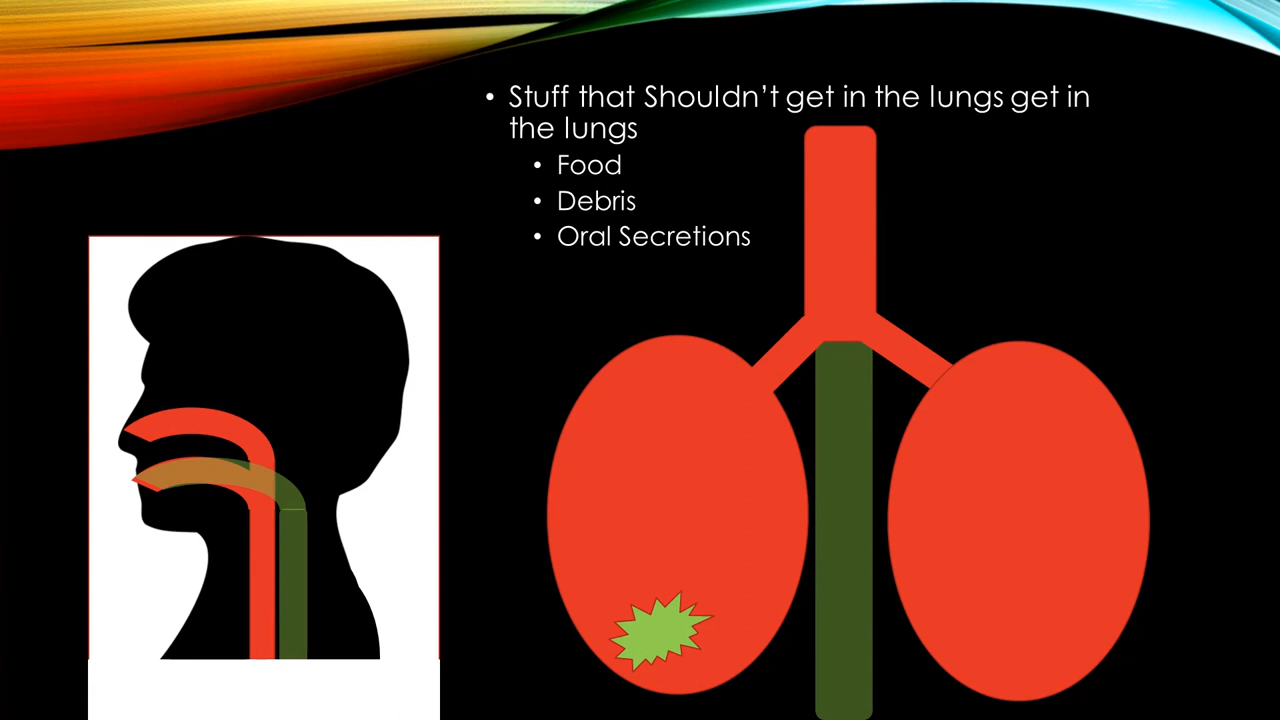 • Stuff that Shouldn't get in the lungs get in
the lungs
• Food
• Debris
• Oral Secretions